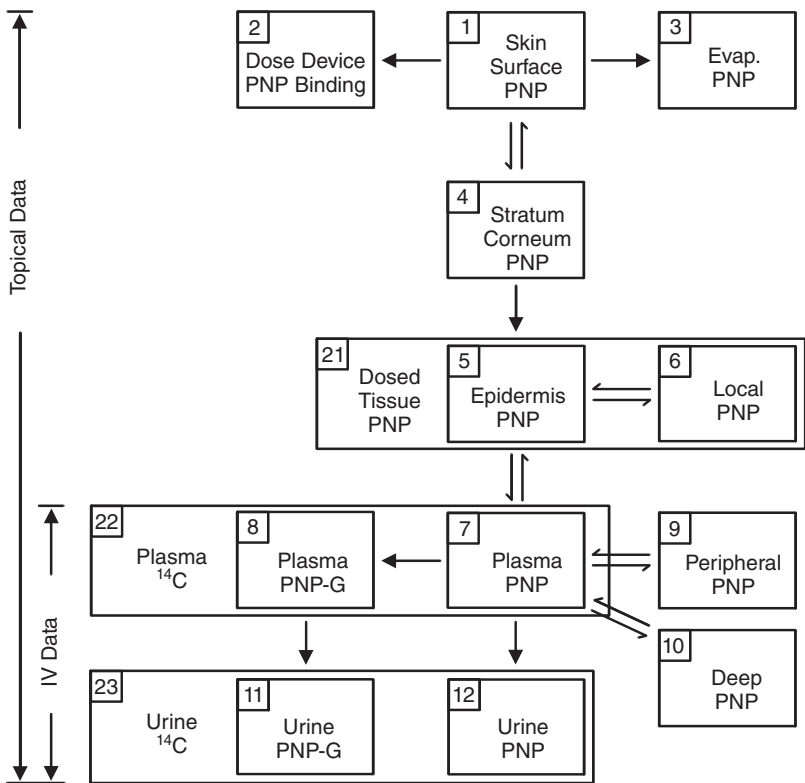 2
Dose Device
PNP Binding
1
Skin
Surface
PNP
3
Evap.
PNP
Topical Data
4
Stratum
Corneum
PNP
21
Dosed
Tissue
PNP
5
Epidermis
PNP
6
Local
PNP
IV Data
22
Plasma
¹⁴C
8
Plasma
PNP-G
7
Plasma
PNP
9
Peripheral
PNP
10
Deep
PNP
23
Urine
¹⁴C
11
Urine
PNP-G
12
Urine
PNP